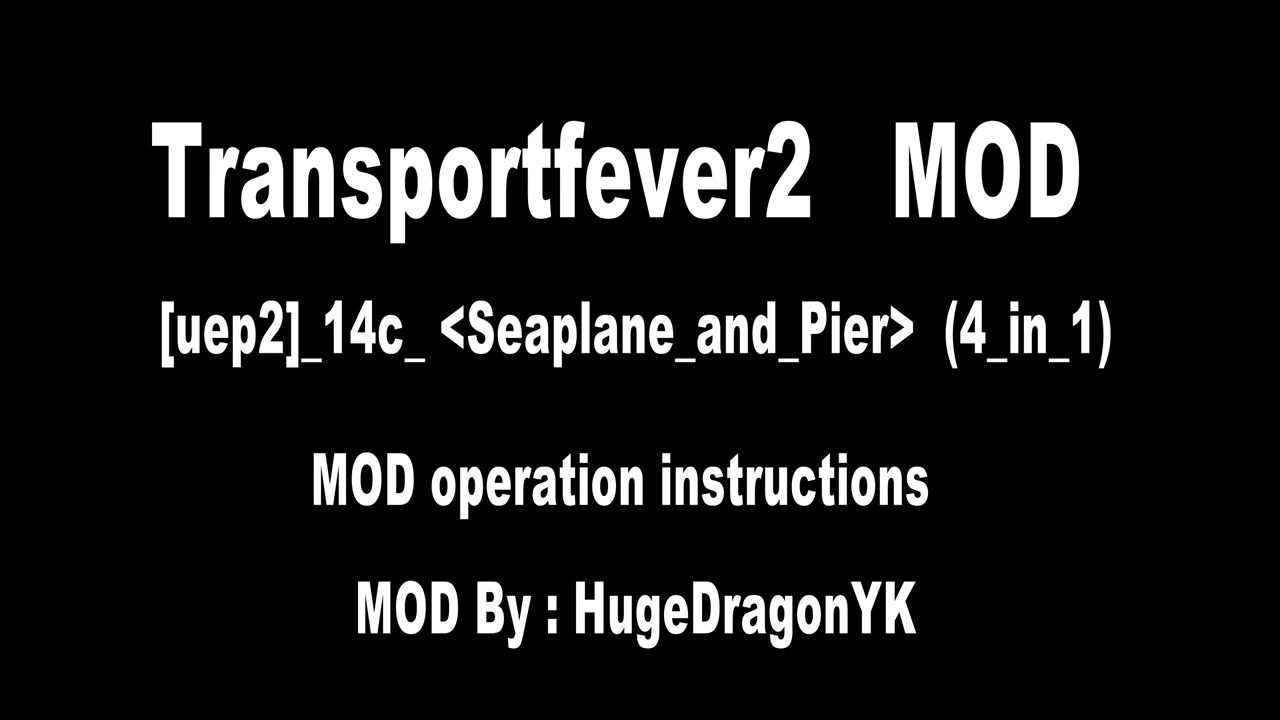 Transportfever2 MOD
[uep2]_14c_ <Seaplane_and_Pier> (4_in_1)
MOD operation instructions
MOD By : HugeDragonYK